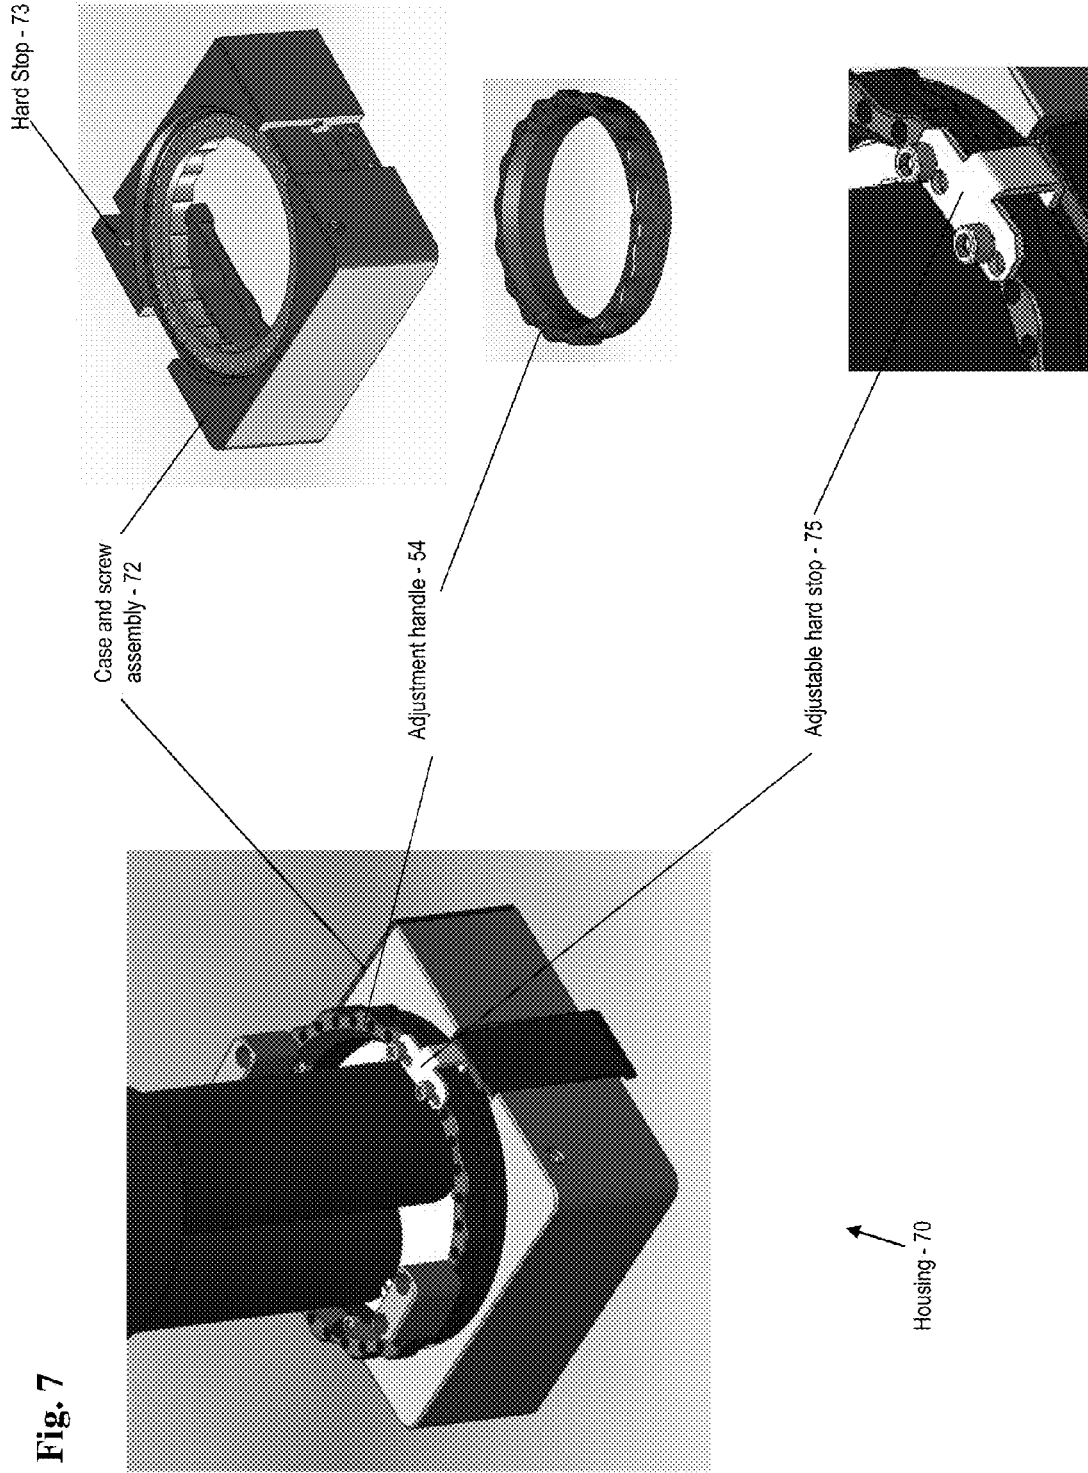 Fig. 7
Hard Stop - 73
Case and screw
assembly - 72
Adjustment handle - 54
Adjustable hard stop - 75
Housing - 70